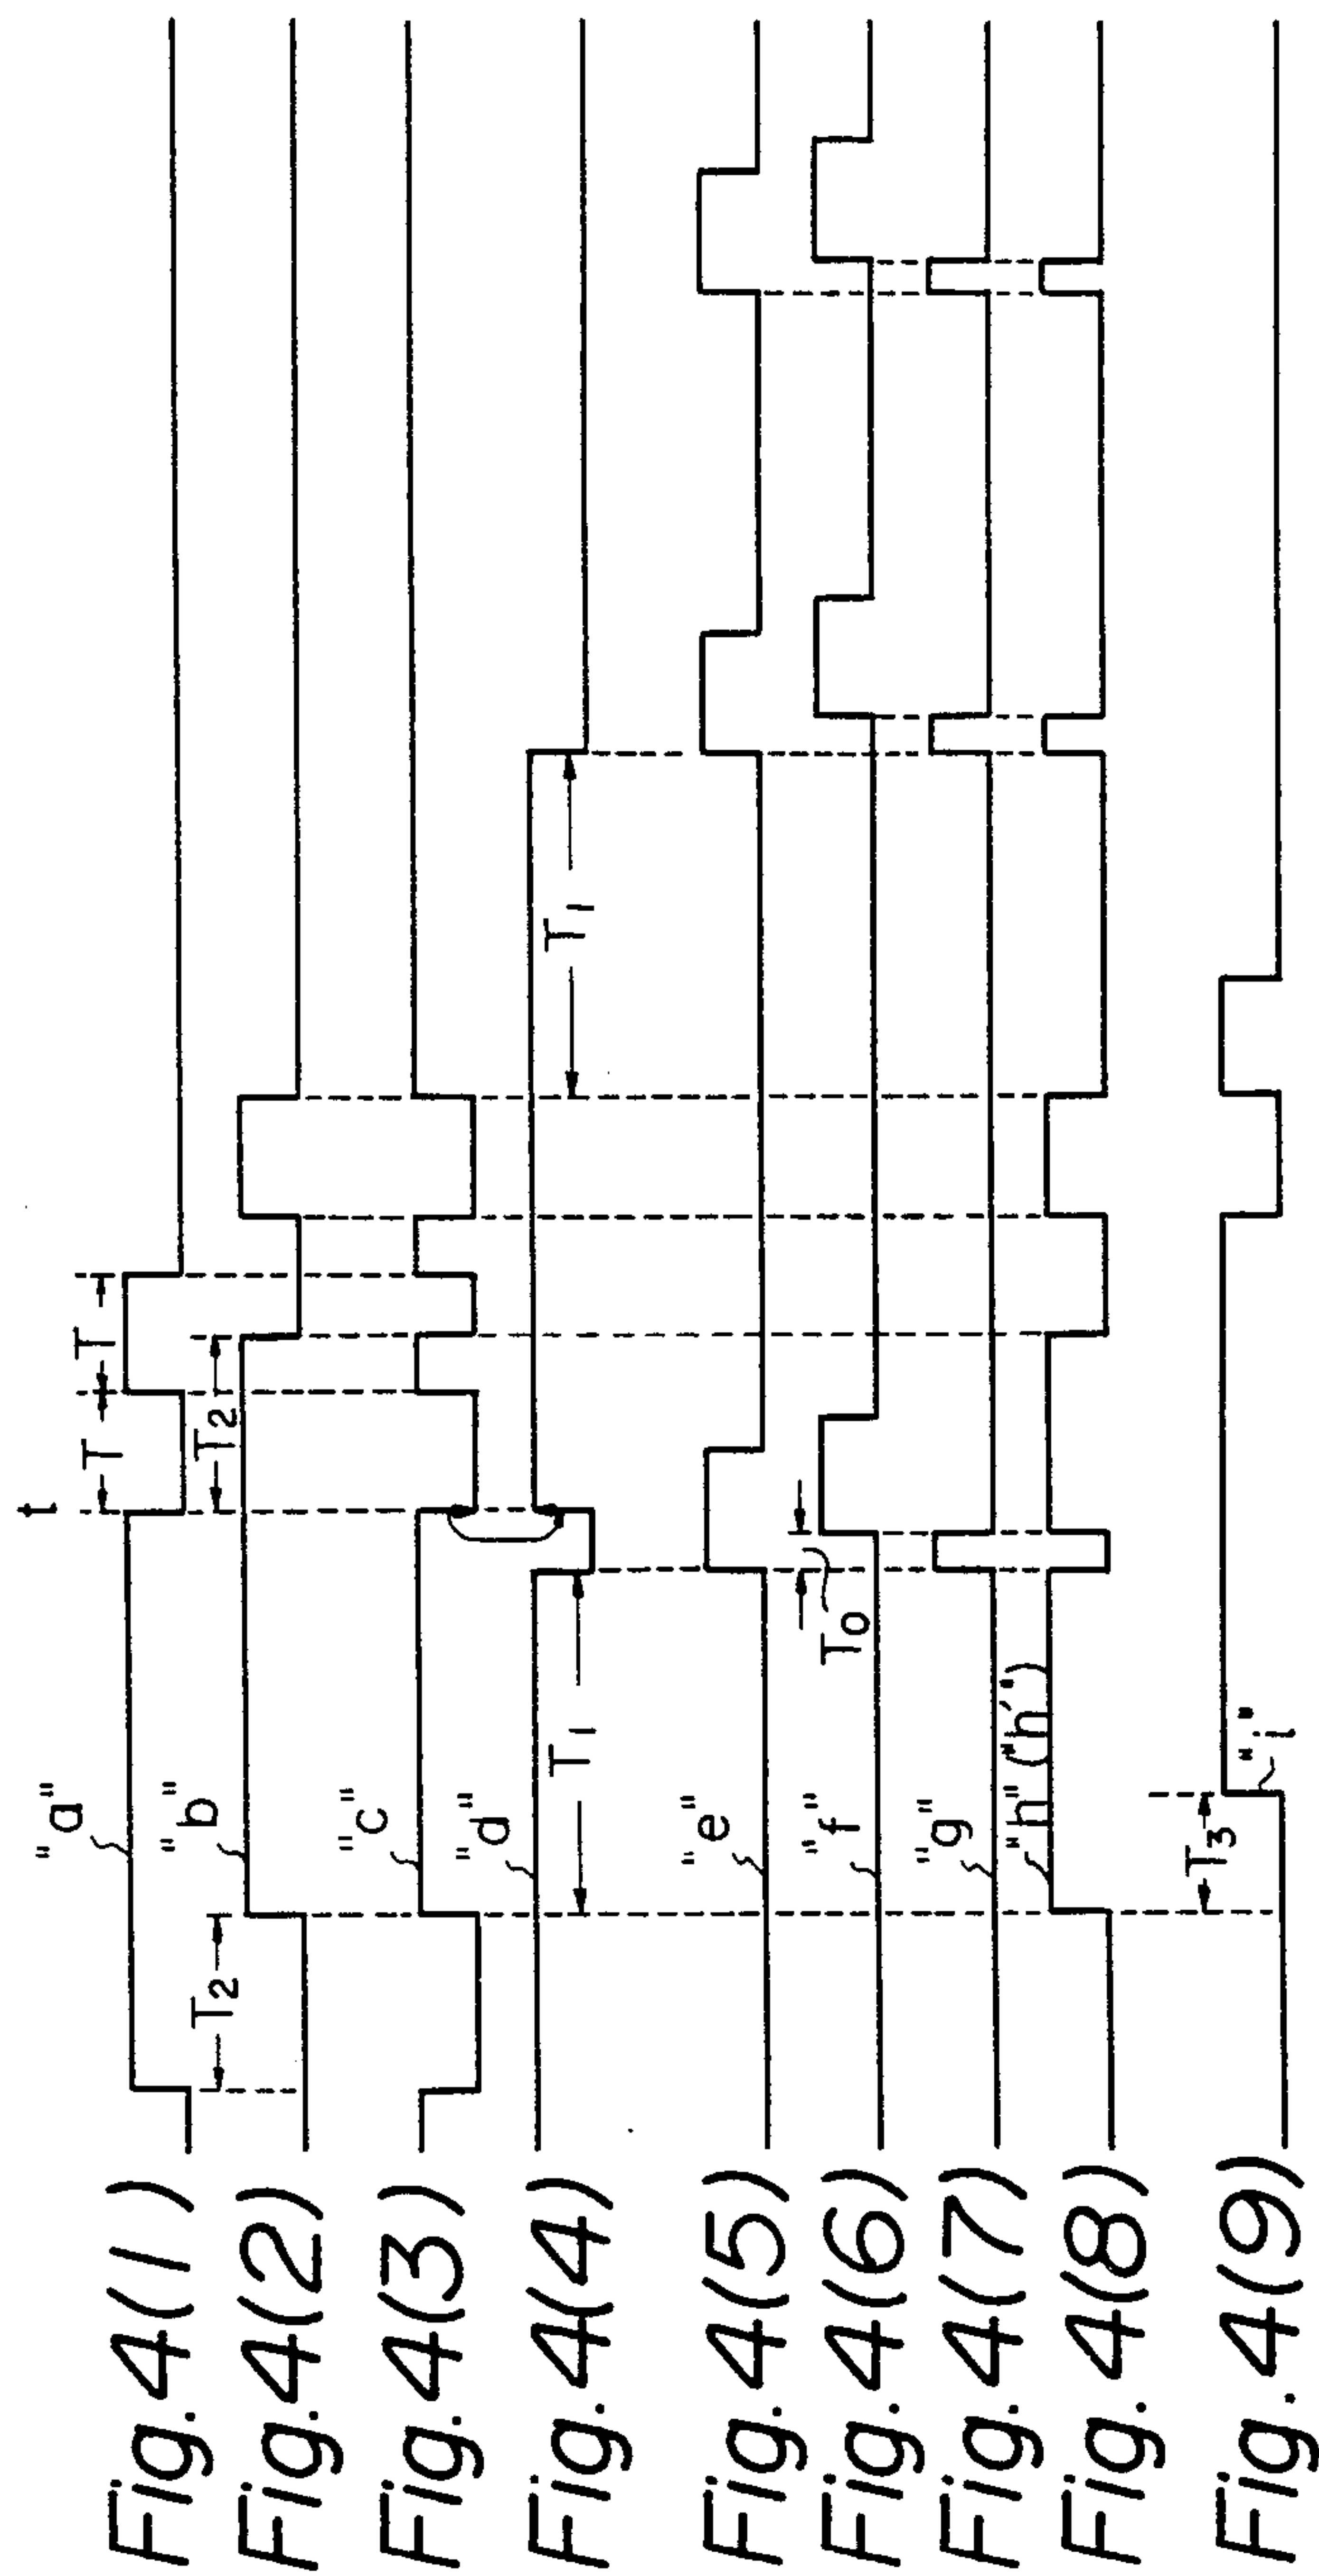 Fig. 4(1)
"a"
t
T
T
T2
T2
Fig. 4(2)
"b"
Fig. 4(3)
"c"
Fig. 4(4)
"d"
T1
T1
Fig. 4(5)
"e"
Fig. 4(6)
"f"
T0
Fig. 4(7)
"g"
Fig. 4(8)
"h"("h'")
Fig. 4(9)
T3
"i"